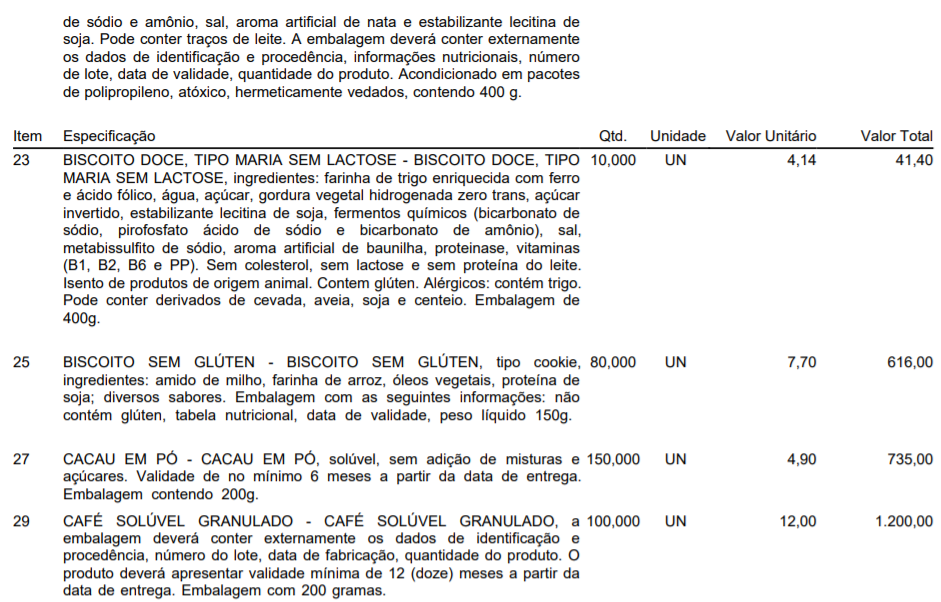 de sódio e amônio, sal, aroma artificial de nata e estabilizante lecitina de
soja. Pode conter traços de leite. A embalagem deverá conter externamente
os dados de identificação e procedência, informações nutricionais, número
de lote, data de validade, quantidade do produto. Acondicionado em pacotes
de polipropileno, atóxico, hermeticamente vedados, contendo 400 g.
Item Especificação Qtd. Unidade Valor Unitário Valor Total
23 BISCOITO DOCE, TIPO MARIA SEM LACTOSE - BISCOITO DOCE, TIPO 10,000 UN 4,14 41,40
MARIA SEM LACTOSE, ingredientes: farinha de trigo enriquecida com ferro
e ácido fólico, água, açúcar, gordura vegetal hidrogenada zero trans, açúcar
invertido, estabilizante lecitina de soja, fermentos químicos (bicarbonato de
sódio, pirofosfato ácido de sódio e bicarbonato de amônio), sal,
metabissulfito de sódio, aroma artificial de baunilha, proteinase, vitaminas
(B1, B2, B6 e PP). Sem colesterol, sem lactose e sem proteína do leite.
Isento de produtos de origem animal. Contem glúten. Alérgicos: contém trigo.
Pode conter derivados de cevada, aveia, soja e centeio. Embalagem de
400g.
25 BISCOITO SEM GLÚTEN - BISCOITO SEM GLÚTEN, tipo cookie, 80,000 UN 7,70 616,00
ingredientes: amido de milho, farinha de arroz, óleos vegetais, proteína de
soja; diversos sabores. Embalagem com as seguintes informações: não
contém glúten, tabela nutricional, data de validade, peso líquido 150g.
27 CACAU EM PÓ - CACAU EM PÓ, solúvel, sem adição de misturas e 150,000 UN 4,90 735,00
açúcares. Validade de no mínimo 6 meses a partir da data de entrega.
Embalagem contendo 200g.
29 CAFÉ SOLÚVEL GRANULADO - CAFÉ SOLÚVEL GRANULADO, a 100,000 UN 12,00 1.200,00
embalagem deverá conter externamente os dados de identificação e
procedência, número do lote, data de fabricação, quantidade do produto. O
produto deverá apresentar validade mínima de 12 (doze) meses a partir da
data de entrega. Embalagem com 200 gramas.